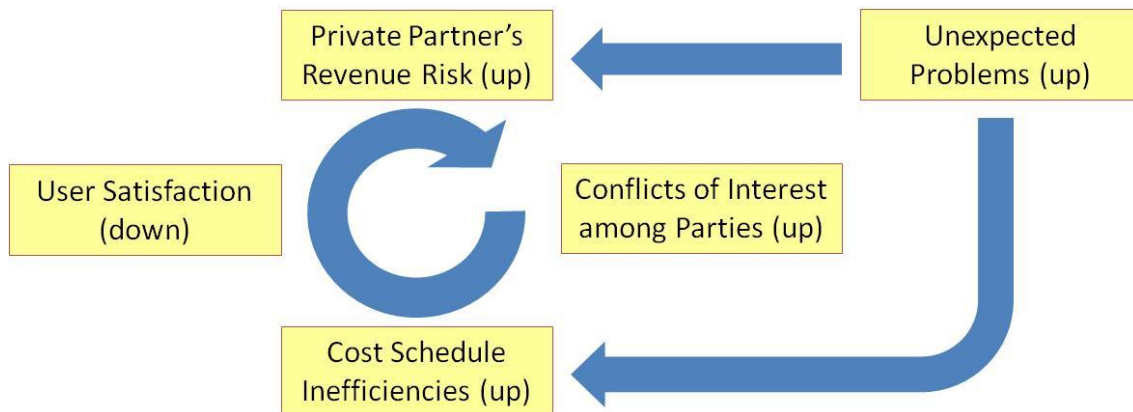 Private Partner’s
Revenue Risk (up)
Unexpected
Problems (up)
User Satisfaction
(down)
Conflicts of Interest
among Parties (up)
Cost Schedule
Inefficiencies (up)